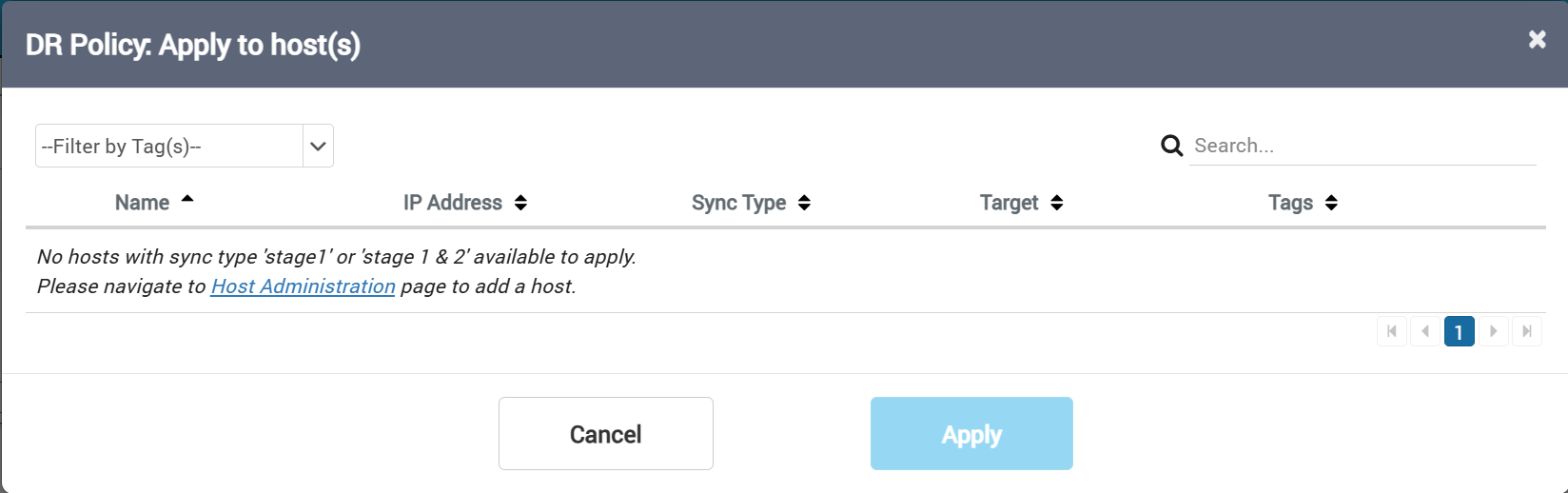 DR Policy: Apply to host(s)
--Filter by Tag(s)--
Search...
Name IP Address Sync Type Target Tags
No hosts with sync type 'stage1' or 'stage 1 & 2' available to apply.
Please navigate to Host Administration page to add a host.
1
Cancel Apply